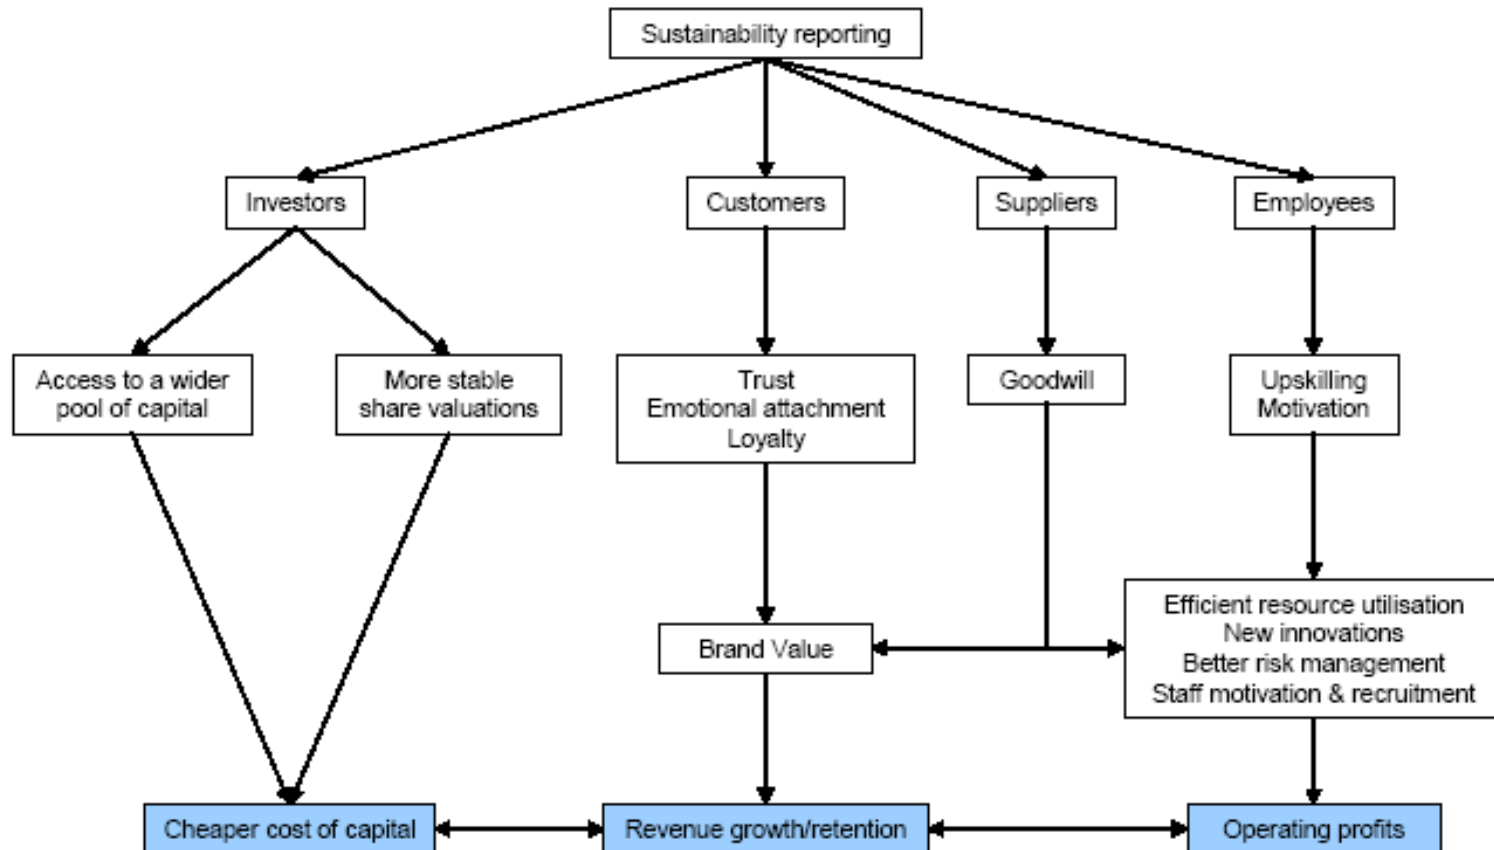 Sustainability reporting
Investors
Customers
Suppliers
Employees
Access to a wider
pool of capital
More stable
share valuations
Trust
Emotional attachment
Loyalty
Goodwill
Upskilling
Motivation
Brand Value
Efficient resource utilisation
New innovations
Better risk management
Staff motivation & recruitment
Cheaper cost of capital
Revenue growth/retention
Operating profits